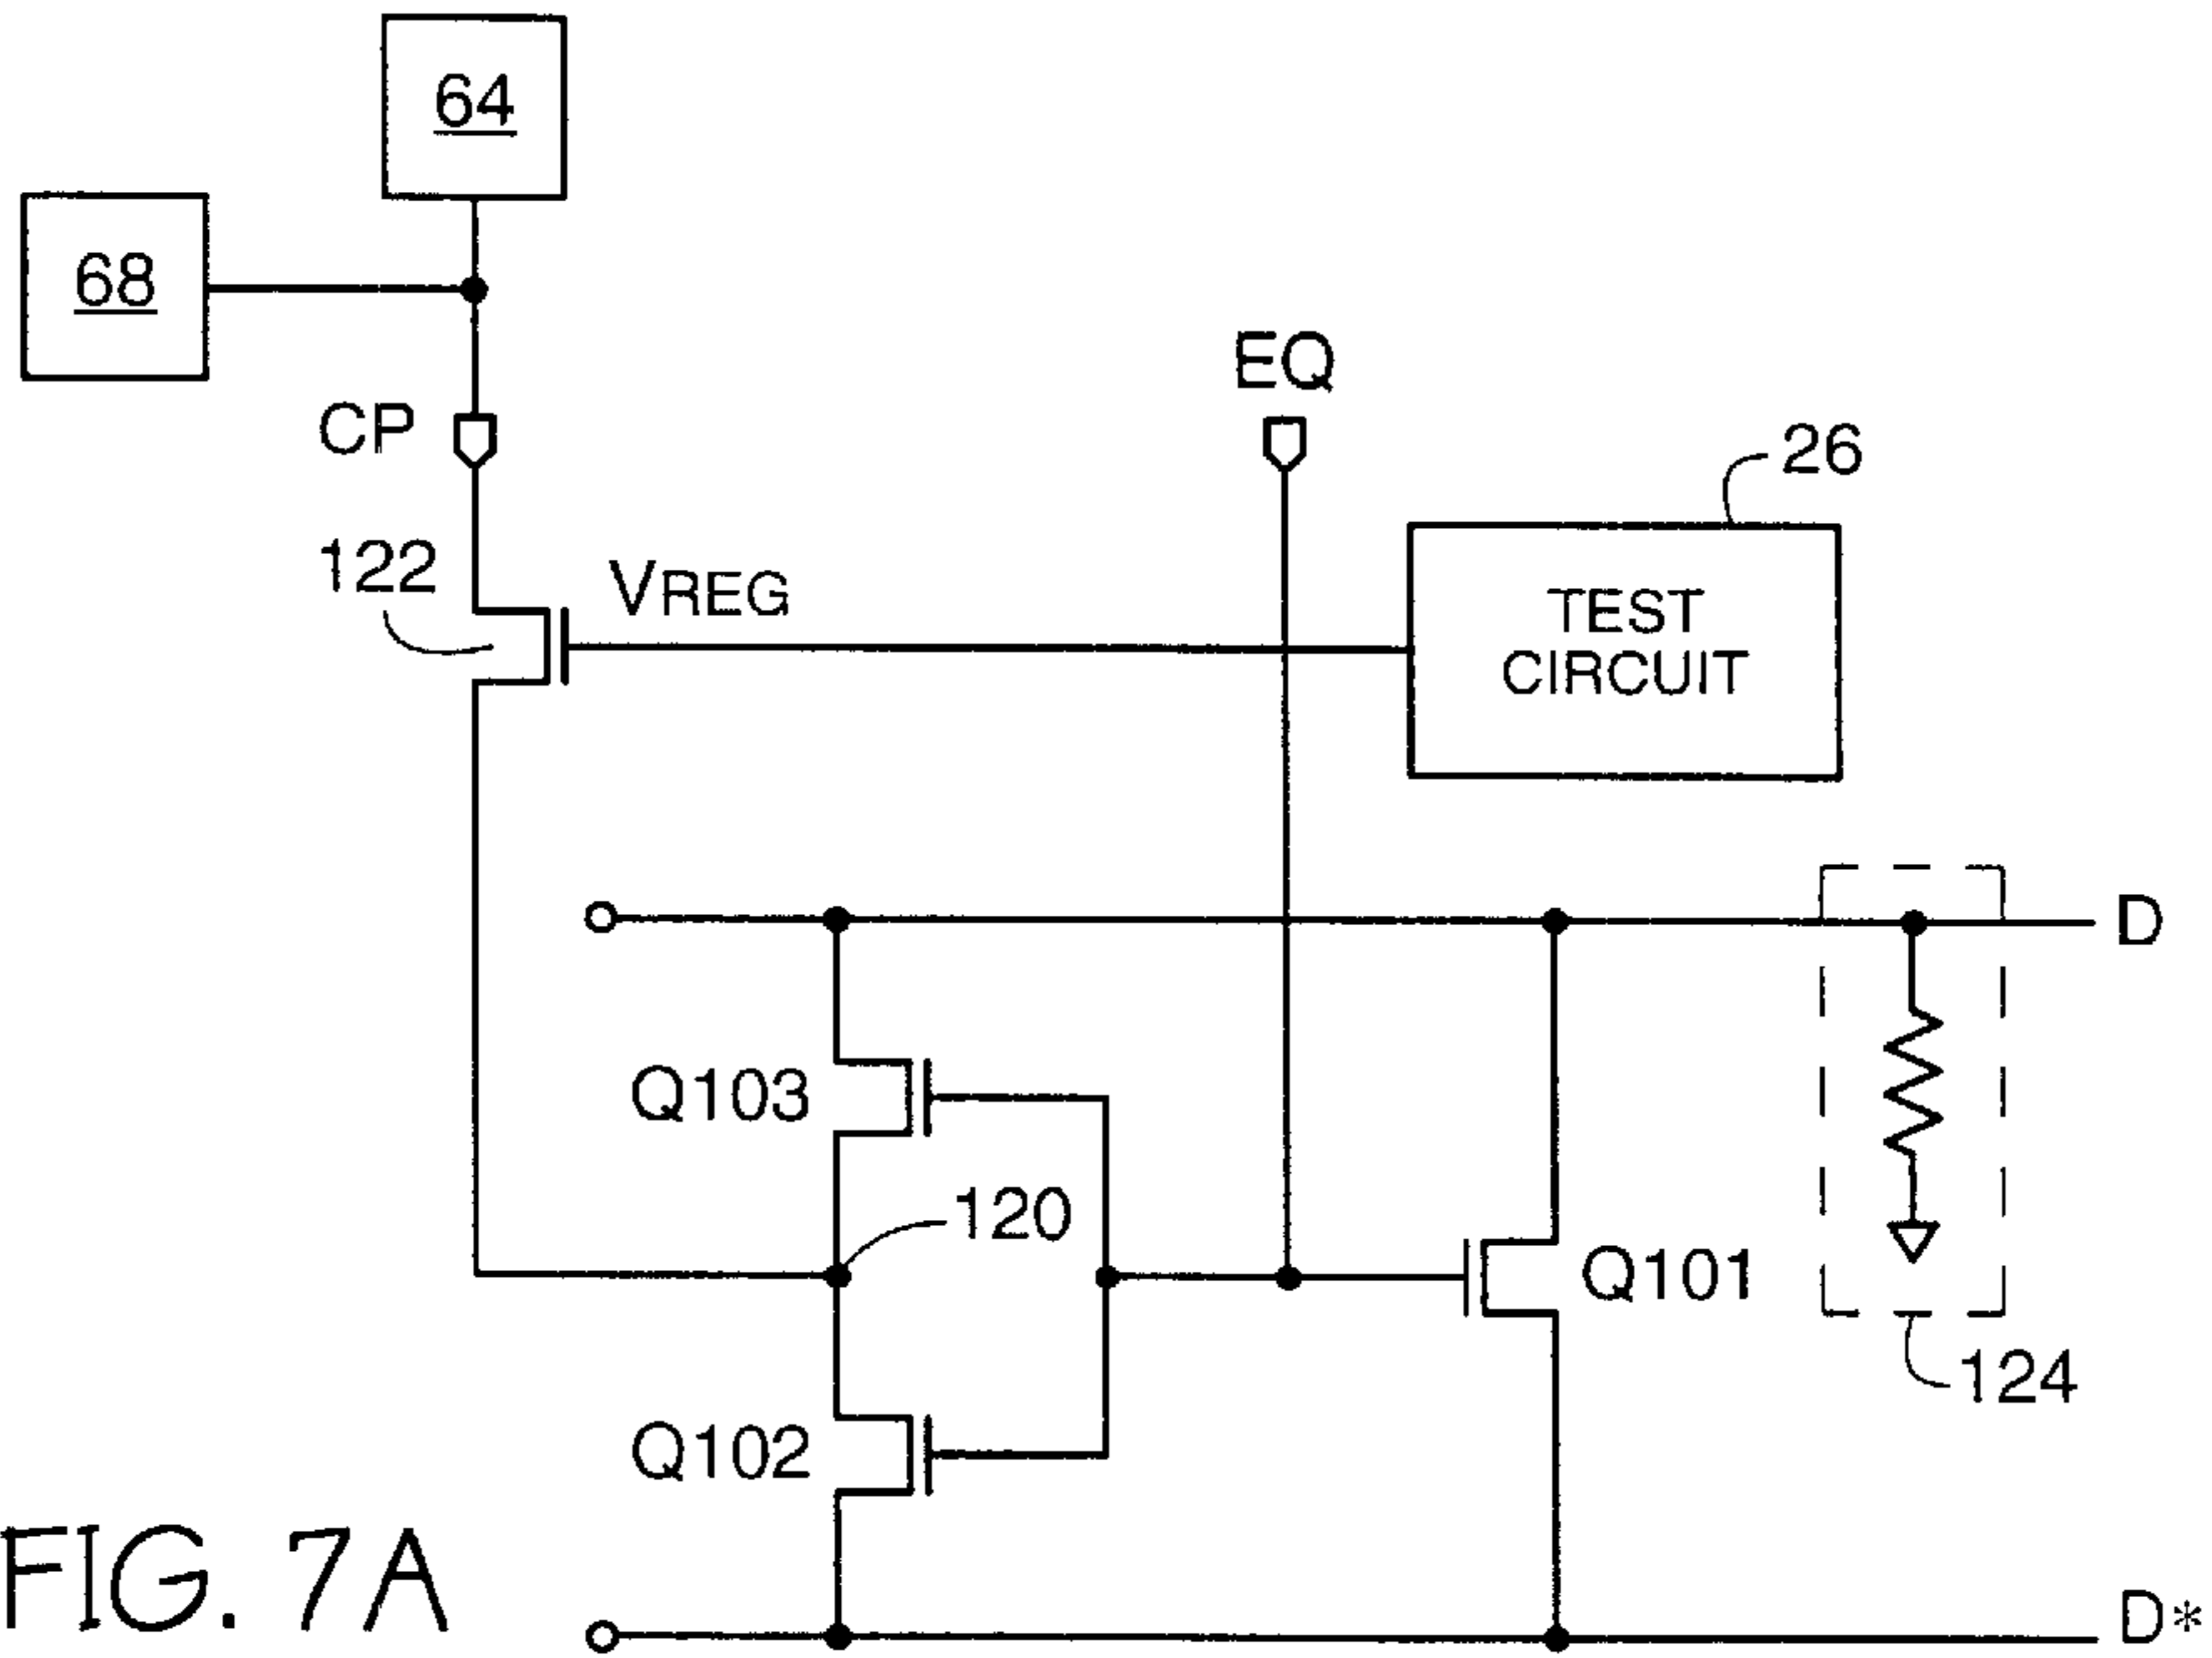 64
68
CP
EQ
26
122
VREG
TEST
CIRCUIT
D
Q103
120
Q101
124
Q102
FIG. 7A
D*